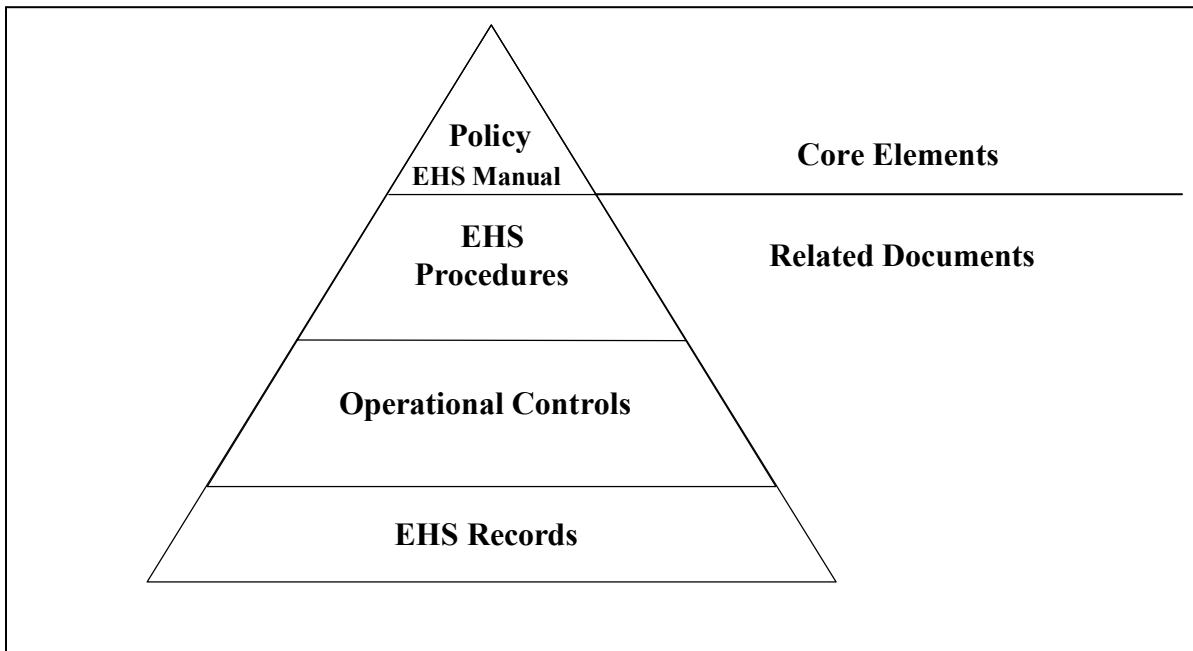 Policy
EHS Manual
Core Elements
EHS
Procedures
Related Documents
Operational Controls
EHS Records